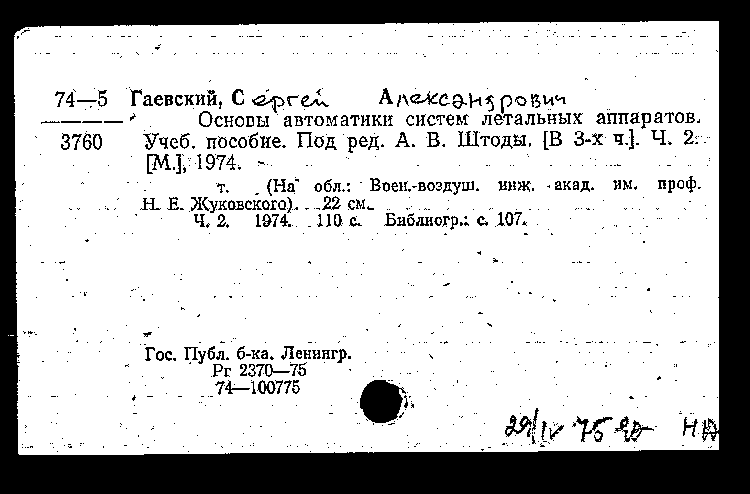 74—5 Гаевский, Сергей Александрович
Основы автоматики систем летальных аппаратов.
3760 Учеб. пособие. Под ред. А. В. Штоды. [В 3-х ч.]. Ч. 2.
[М.], 1974.
т. (На обл.: Воен.-воздуш. инж. акад. им. проф.
Н. Е. Жуковского). 22 см.
Ч. 2. 1974. 110 с. Библиогр.: с. 107.
Гос. Публ. б-ка. Ленингр.
Рг 2370—75
74—100775
29/IV 75